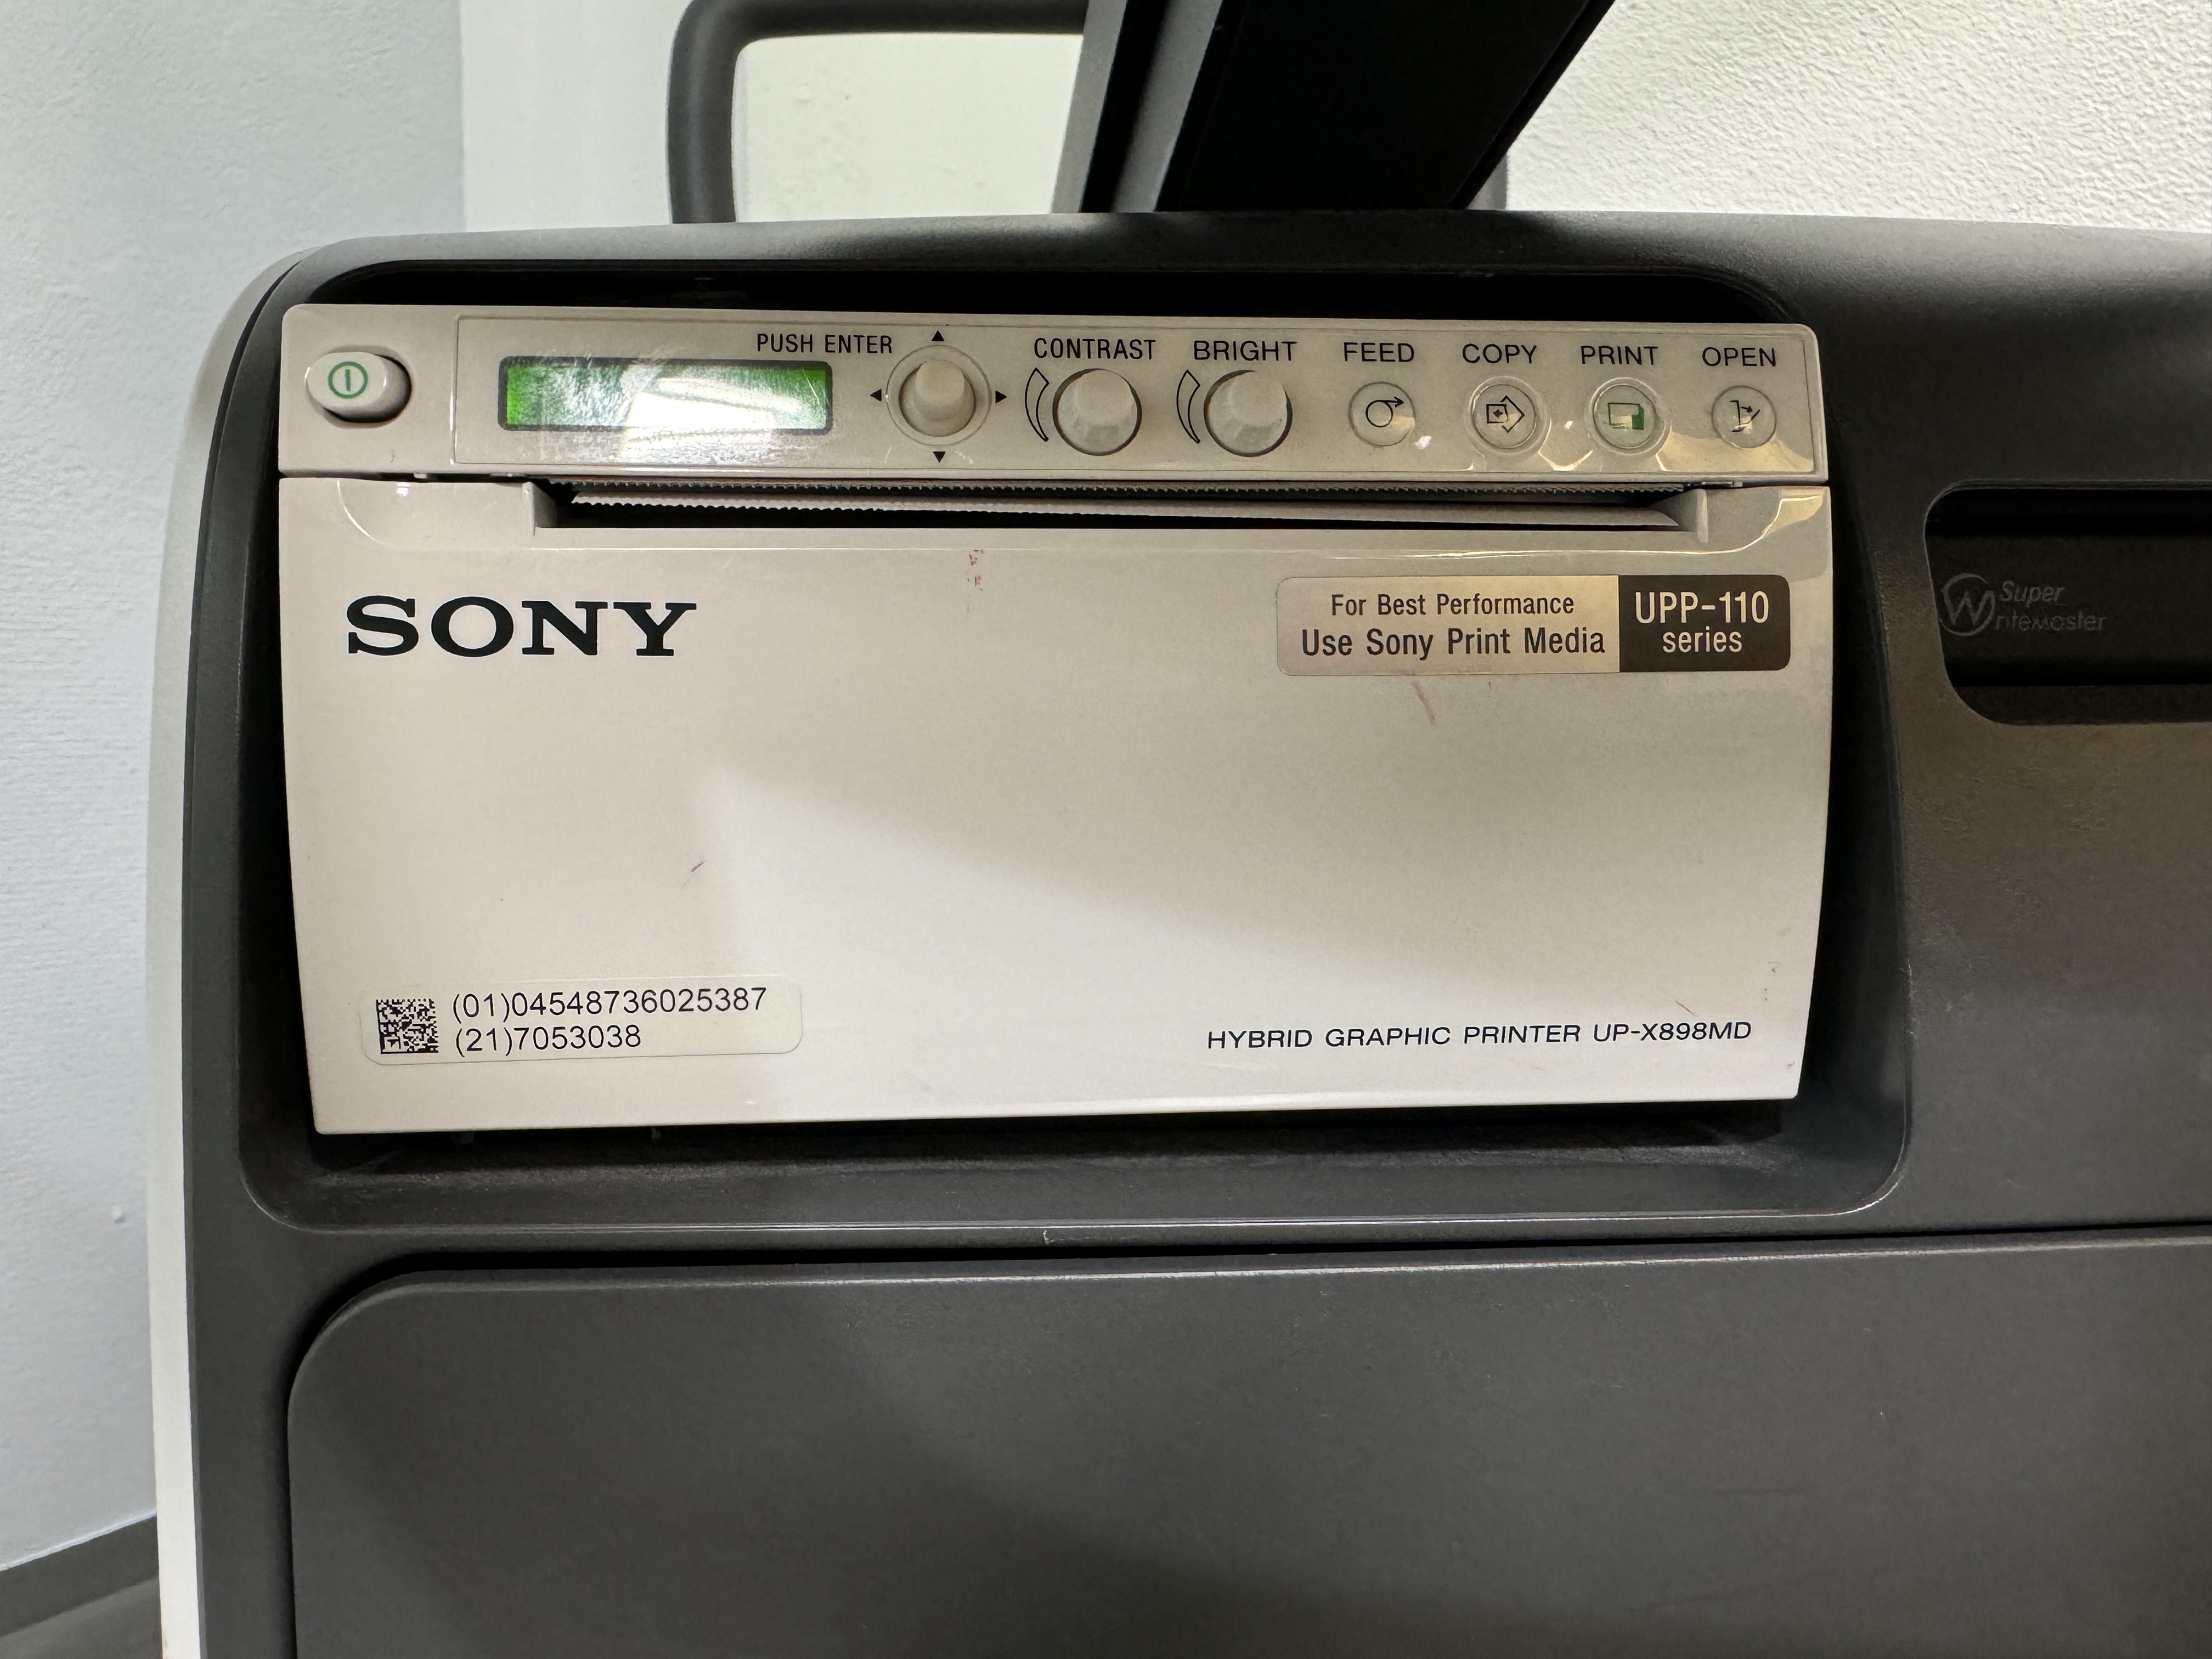 PUSH ENTER
CONTRAST BRIGHT FEED COPY PRINT OPEN
SONY
For Best Performance
Use Sony Print Media
UPP-110
series
Super
WriteMaster
(01)04548736025387
(21)7053038
HYBRID GRAPHIC PRINTER UP-X898MD